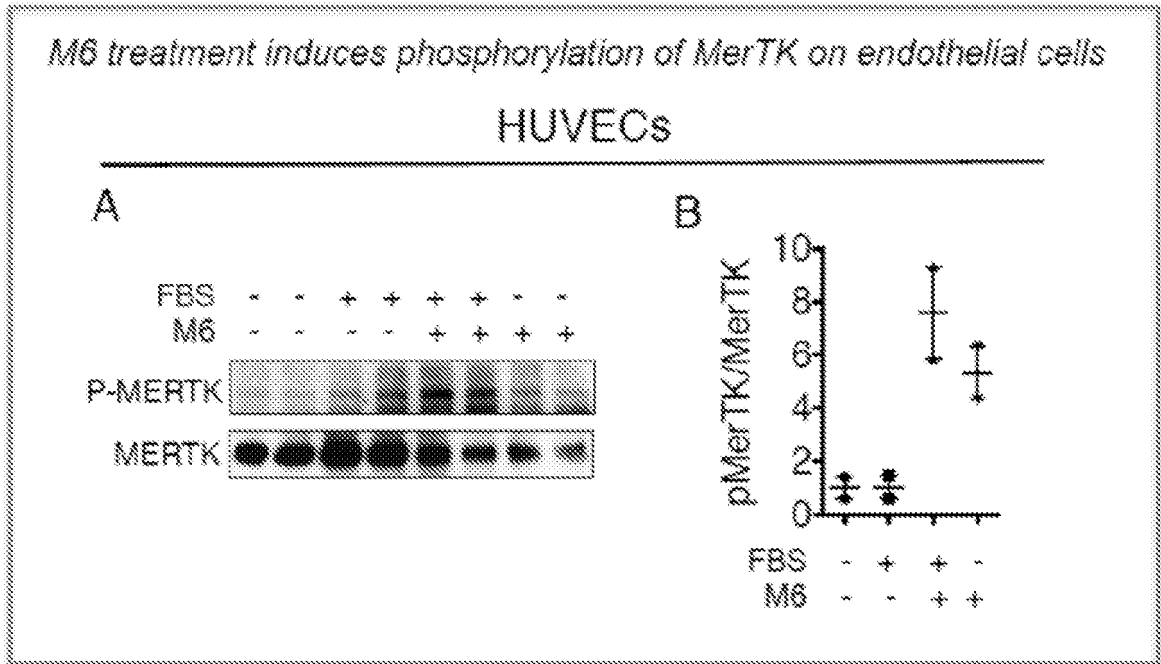 M6 treatment induces phosphorylation of MerTK on endothelial cells
HUVECs
A
FBS - - + + + + - -
M6 - - - - + + + +
P-MERTK
MERTK
B
pMerTK/MerTK
10
8
6
4
2
0
FBS - + + -
M6 - - + +